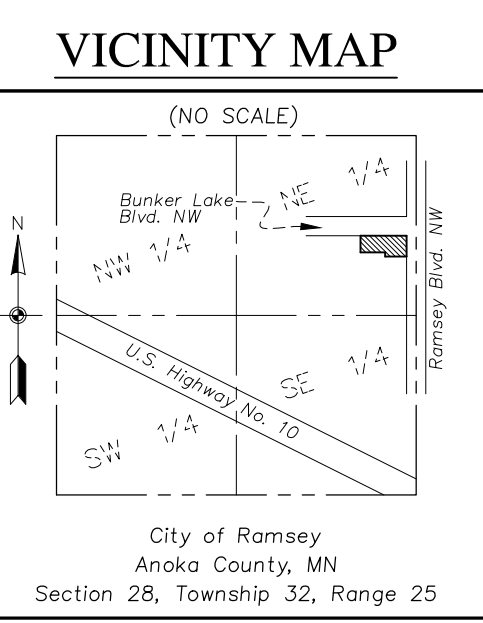 VICINITY MAP
(NO SCALE)
NE 1/4
Bunker Lake
Blvd. NW
N
NW 1/4
Ramsey Blvd. NW
U.S. Highway No. 10
SE 1/4
SW 1/4
City of Ramsey
Anoka County, MN
Section 28, Township 32, Range 25